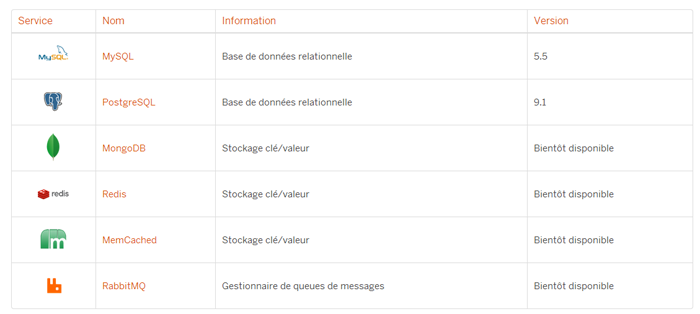 Service Nom Information Version
MySQL MySQL Base de données relationnelle 5.5
PostgreSQL Base de données relationnelle 9.1
MongoDB Stockage clé/valeur Bientôt disponible
redis Redis Stockage clé/valeur Bientôt disponible
m MemCached Stockage clé/valeur Bientôt disponible
RabbitMQ Gestionnaire de queues de messages Bientôt disponible